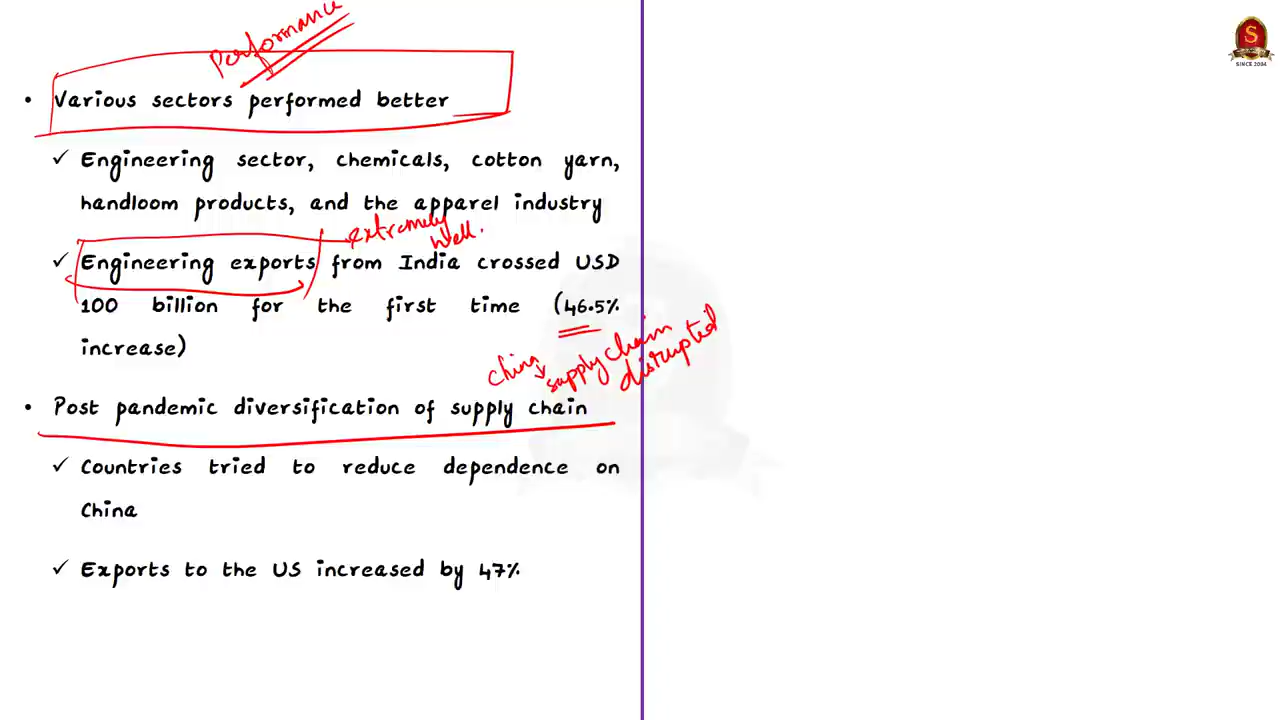 Performance
• Various sectors performed better
✓ Engineering sector, chemicals, cotton yarn,
handloom products, and the apparel industry
extremely
well.
✓ Engineering exports from India crossed USD
100 billion for the first time (46.5%
increase)
China
supply chain
disrupted
• Post pandemic diversification of supply chain
✓ Countries tried to reduce dependence on
China
✓ Exports to the US increased by 47%
S
SINCE 2004